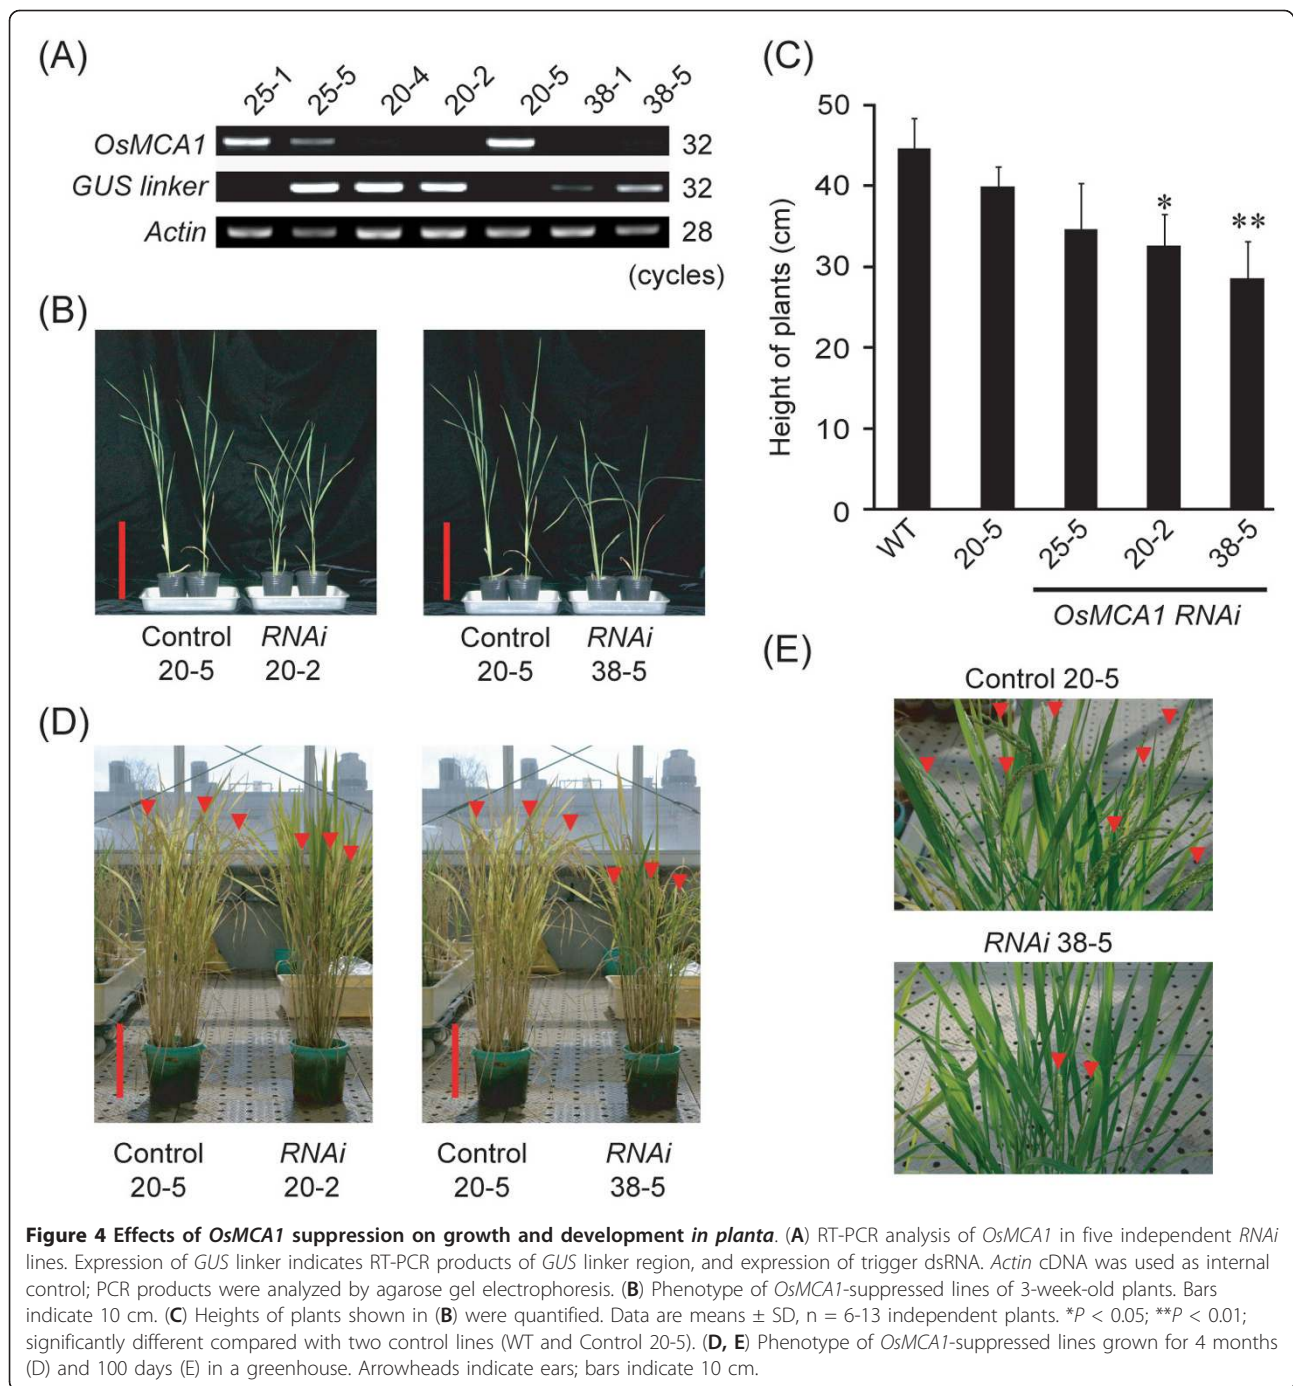 (A)
25-1 25-5 20-4 20-2 20-5 38-1 38-5
OsMCA1 32
GUS linker 32
Actin 28
(cycles)
(B)
Control RNAi
20-5 20-2
Control RNAi
20-5 38-5
(C)
Height of plants (cm)
50
40
30
20
10
0
*
**
WT 20-5 25-5 20-2 38-5
OsMCA1 RNAi
(D)
Control RNAi
20-5 20-2
Control RNAi
20-5 38-5
(E)
Control 20-5
RNAi 38-5
Figure 4 Effects of OsMCA1 suppression on growth and development in planta. (A) RT-PCR analysis of OsMCA1 in five independent RNAi
lines. Expression of GUS linker indicates RT-PCR products of GUS linker region, and expression of trigger dsRNA. Actin cDNA was used as internal
control; PCR products were analyzed by agarose gel electrophoresis. (B) Phenotype of OsMCA1-suppressed lines of 3-week-old plants. Bars
indicate 10 cm. (C) Heights of plants shown in (B) were quantified. Data are means ± SD, n = 6-13 independent plants. *P < 0.05; **P < 0.01;
significantly different compared with two control lines (WT and Control 20-5). (D, E) Phenotype of OsMCA1-suppressed lines grown for 4 months
(D) and 100 days (E) in a greenhouse. Arrowheads indicate ears; bars indicate 10 cm.